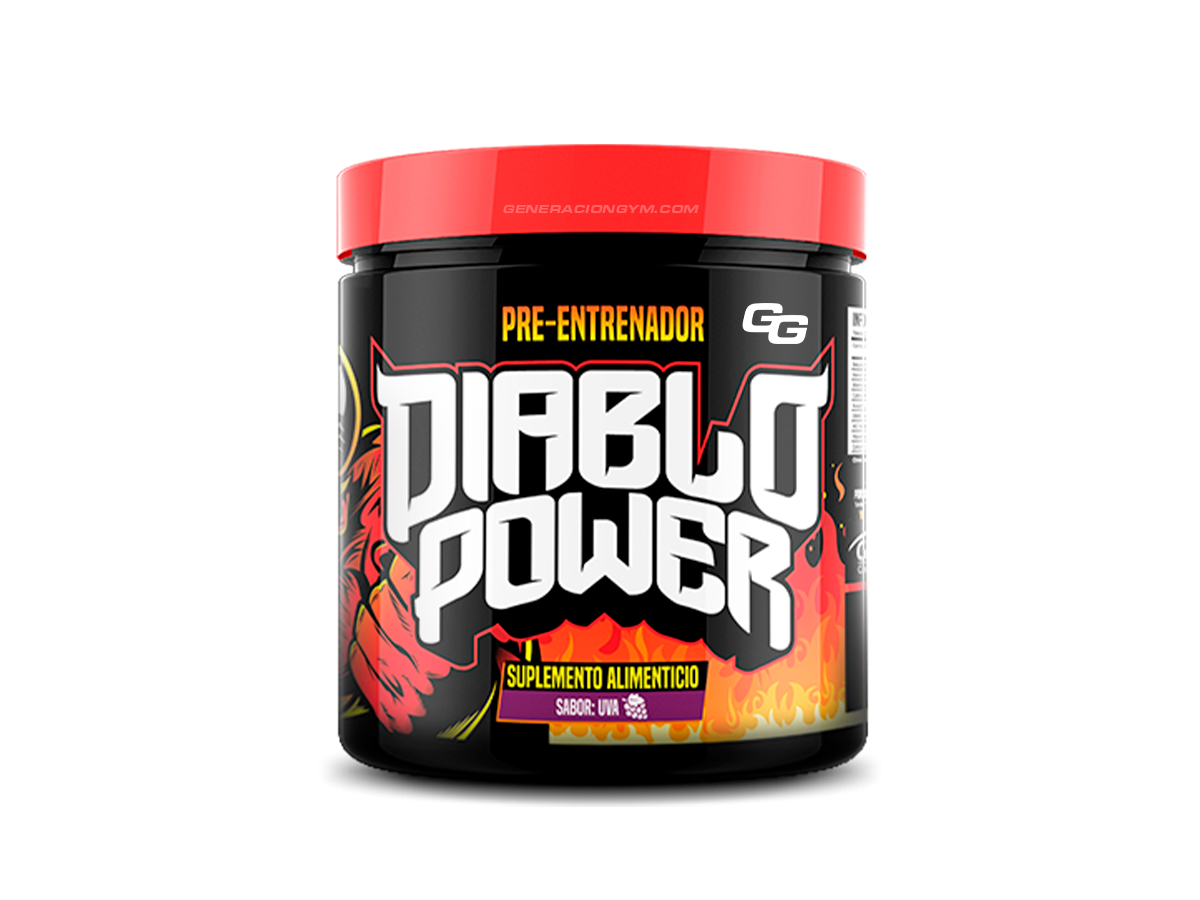 GENERACIONGYM.COM
PRE-ENTRENADOR
GG
DIABLO
POWER
SUPLEMENTO ALIMENTICIO
SABOR: UVA